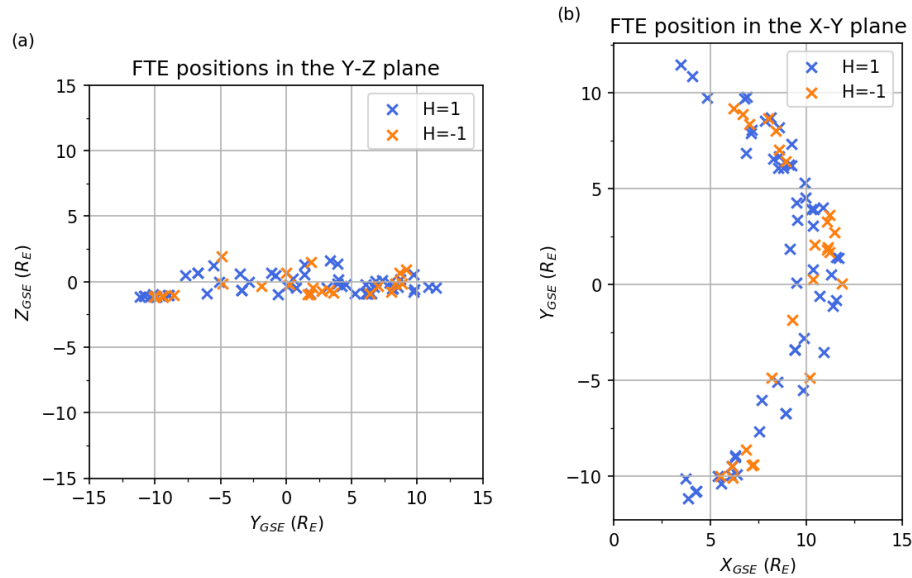 (a)
FTE positions in the Y-Z plane
15
10
5
0
−5
−10
−15
Z_GSE (R_E)
−15 −10 −5 0 5 10 15
Y_GSE (R_E)
H=1
H=-1
(b)
FTE position in the X-Y plane
10
5
0
−5
−10
Y_GSE (R_E)
0 5 10 15
X_GSE (R_E)
H=1
H=-1